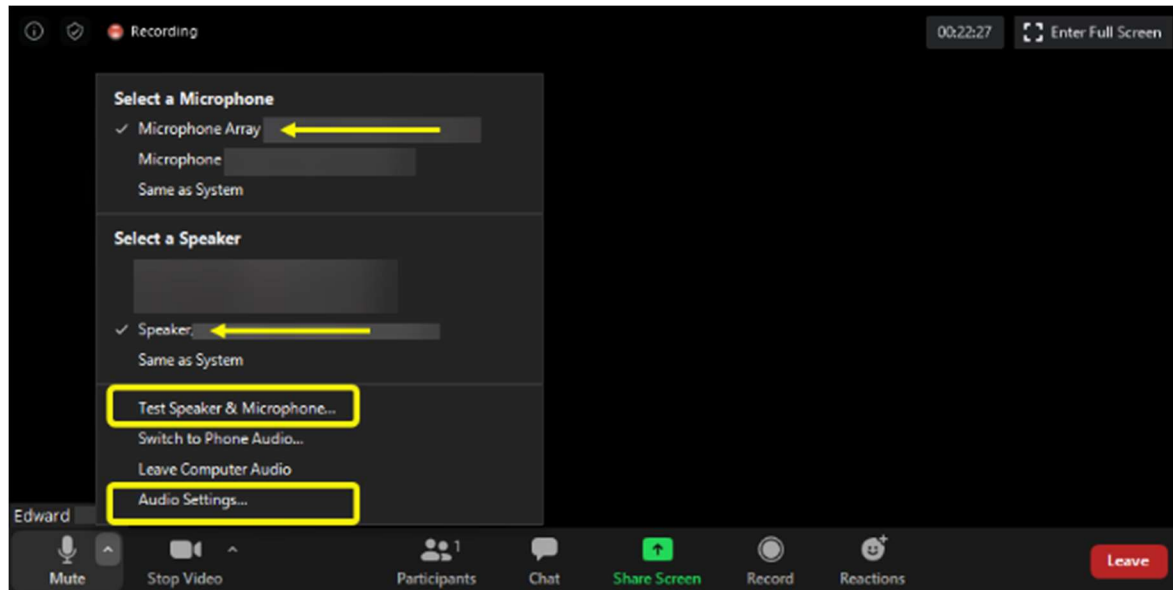 Recording
00:22:27
Enter Full Screen
Select a Microphone
Microphone Array
Microphone
Same as System
Select a Speaker
Speaker
Same as System
Test Speaker & Microphone...
Switch to Phone Audio...
Leave Computer Audio
Audio Settings...
Edward
1
Mute
Stop Video
Participants
Chat
Share Screen
Record
Reactions
Leave